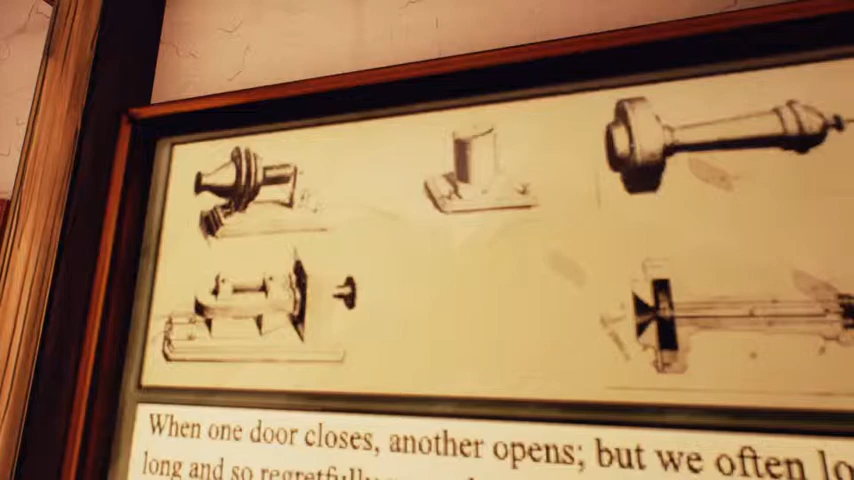 When one door closes, another opens; but we often lo
long and so regretfully